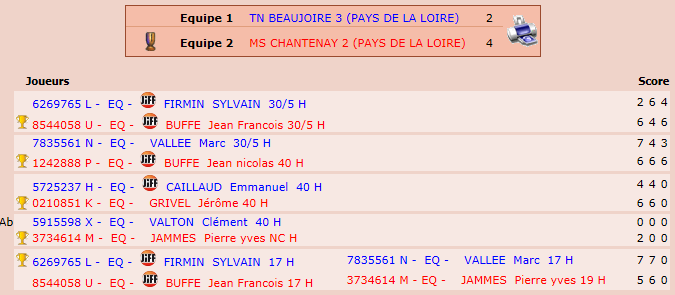 Equipe 1 TN BEAUJOIRE 3 (PAYS DE LA LOIRE) 2
Equipe 2 MS CHANTENAY 2 (PAYS DE LA LOIRE) 4
Joueurs Score
6269765 L - EQ - JIFF FIRMIN SYLVAIN 30/5 H 2 6 4
8544058 U - EQ - JIFF BUFFE Jean Francois 30/5 H 6 4 6
7835561 N - EQ - VALLEE Marc 30/5 H 7 4 3
1242888 P - EQ - JIFF BUFFE Jean nicolas 40 H 6 6 6
5725237 H - EQ - JIFF CAILLAUD Emmanuel 40 H 4 4 0
0210851 K - EQ - GRIVEL Jérôme 40 H 6 6 0
Ab 5915598 X - EQ - VALTON Clément 40 H 0 0 0
3734614 M - EQ - JAMMES Pierre yves NC H 2 0 0
6269765 L - EQ - JIFF FIRMIN SYLVAIN 17 H 7835561 N - EQ - VALLEE Marc 17 H 7 7 0
8544058 U - EQ - JIFF BUFFE Jean Francois 17 H 3734614 M - EQ - JAMMES Pierre yves 19 H 5 6 0